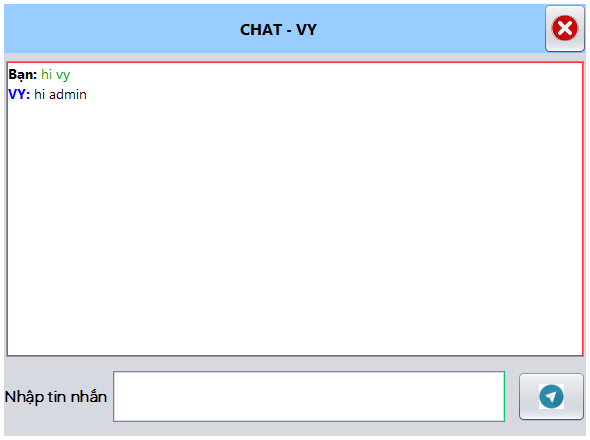 CHAT - VY
Bạn: hi vy
VY: hi admin
Nhập tin nhắn